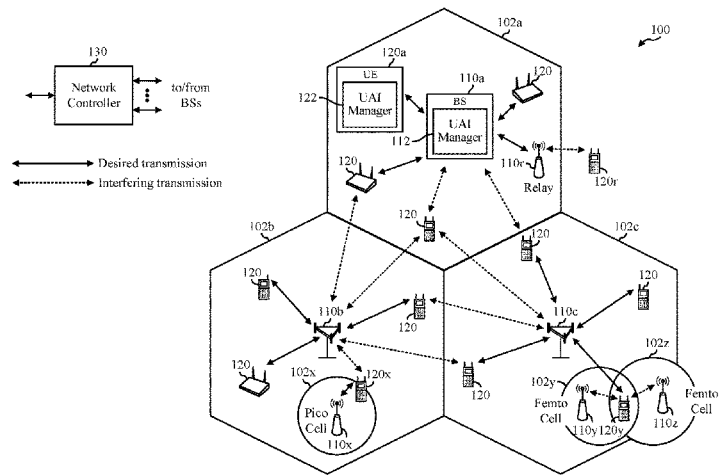 130
Network
Controller
to/from
BSs
Desired transmission
Interfering transmission
102a
100
120a
UE
110a
120
122
UAI
Manager
BS
UAI
Manager
112
110r
Relay
120r
120
102b
120
102c
120
120
120
110b
110c
120
120
120x
120
102x
Pico
Cell
110x
102z
102y
Femto
Cell
Femto
Cell
110y
120y
110z